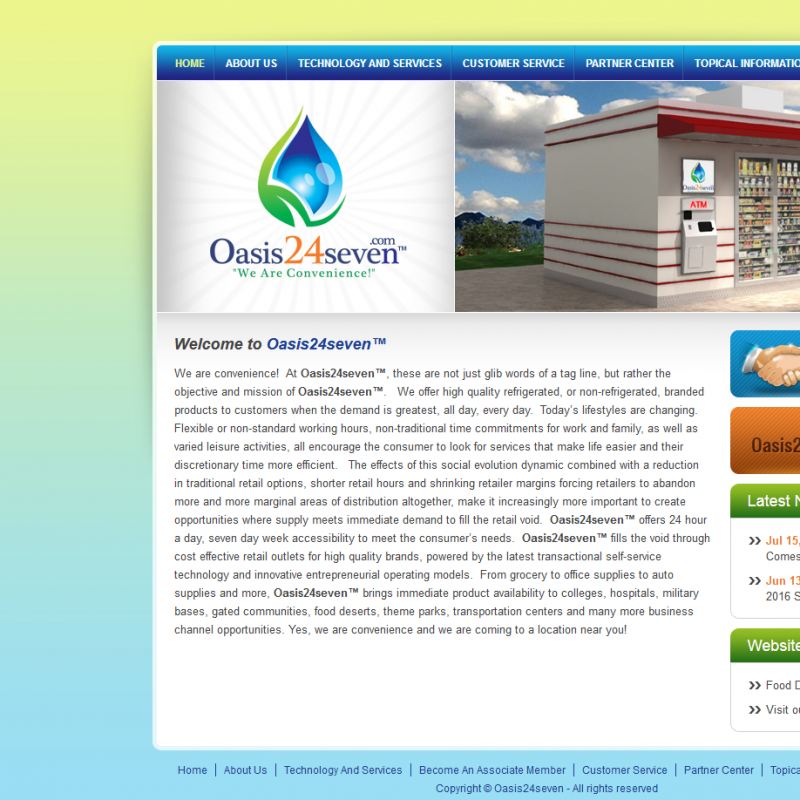 HOME ABOUT US TECHNOLOGY AND SERVICES CUSTOMER SERVICE PARTNER CENTER TOPICAL INFORMATIO
Oasis24seven.com™
"We Are Convenience!"
Oasis24seven
ATM
Welcome to Oasis24seven™
We are convenience! At Oasis24seven™, these are not just glib words of a tag line, but rather the
objective and mission of Oasis24seven™. We offer high quality refrigerated, or non-refrigerated, branded
products to customers when the demand is greatest, all day, every day. Today's lifestyles are changing.
Flexible or non-standard working hours, non-traditional time commitments for work and family, as well as
varied leisure activities, all encourage the consumer to look for services that make life easier and their
discretionary time more efficient. The effects of this social evolution dynamic combined with a reduction
in traditional retail options, shorter retail hours and shrinking retailer margins forcing retailers to abandon
more and more marginal areas of distribution altogether, make it increasingly more important to create
opportunities where supply meets immediate demand to fill the retail void. Oasis24seven™ offers 24 hour
a day, seven day week accessibility to meet the consumer's needs. Oasis24seven™ fills the void through
cost effective retail outlets for high quality brands, powered by the latest transactional self-service
technology and innovative entrepreneurial operating models. From grocery to office supplies to auto
supplies and more, Oasis24seven™ brings immediate product availability to colleges, hospitals, military
bases, gated communities, food deserts, theme parks, transportation centers and many more business
channel opportunities. Yes, we are convenience and we are coming to a location near you!
Oasis2
Latest N
Jul 15,
Comes
Jun 13
2016 S
Website
Food D
Visit ou
Home | About Us | Technology And Services | Become An Associate Member | Customer Service | Partner Center | Topica
Copyright © Oasis24seven - All rights reserved